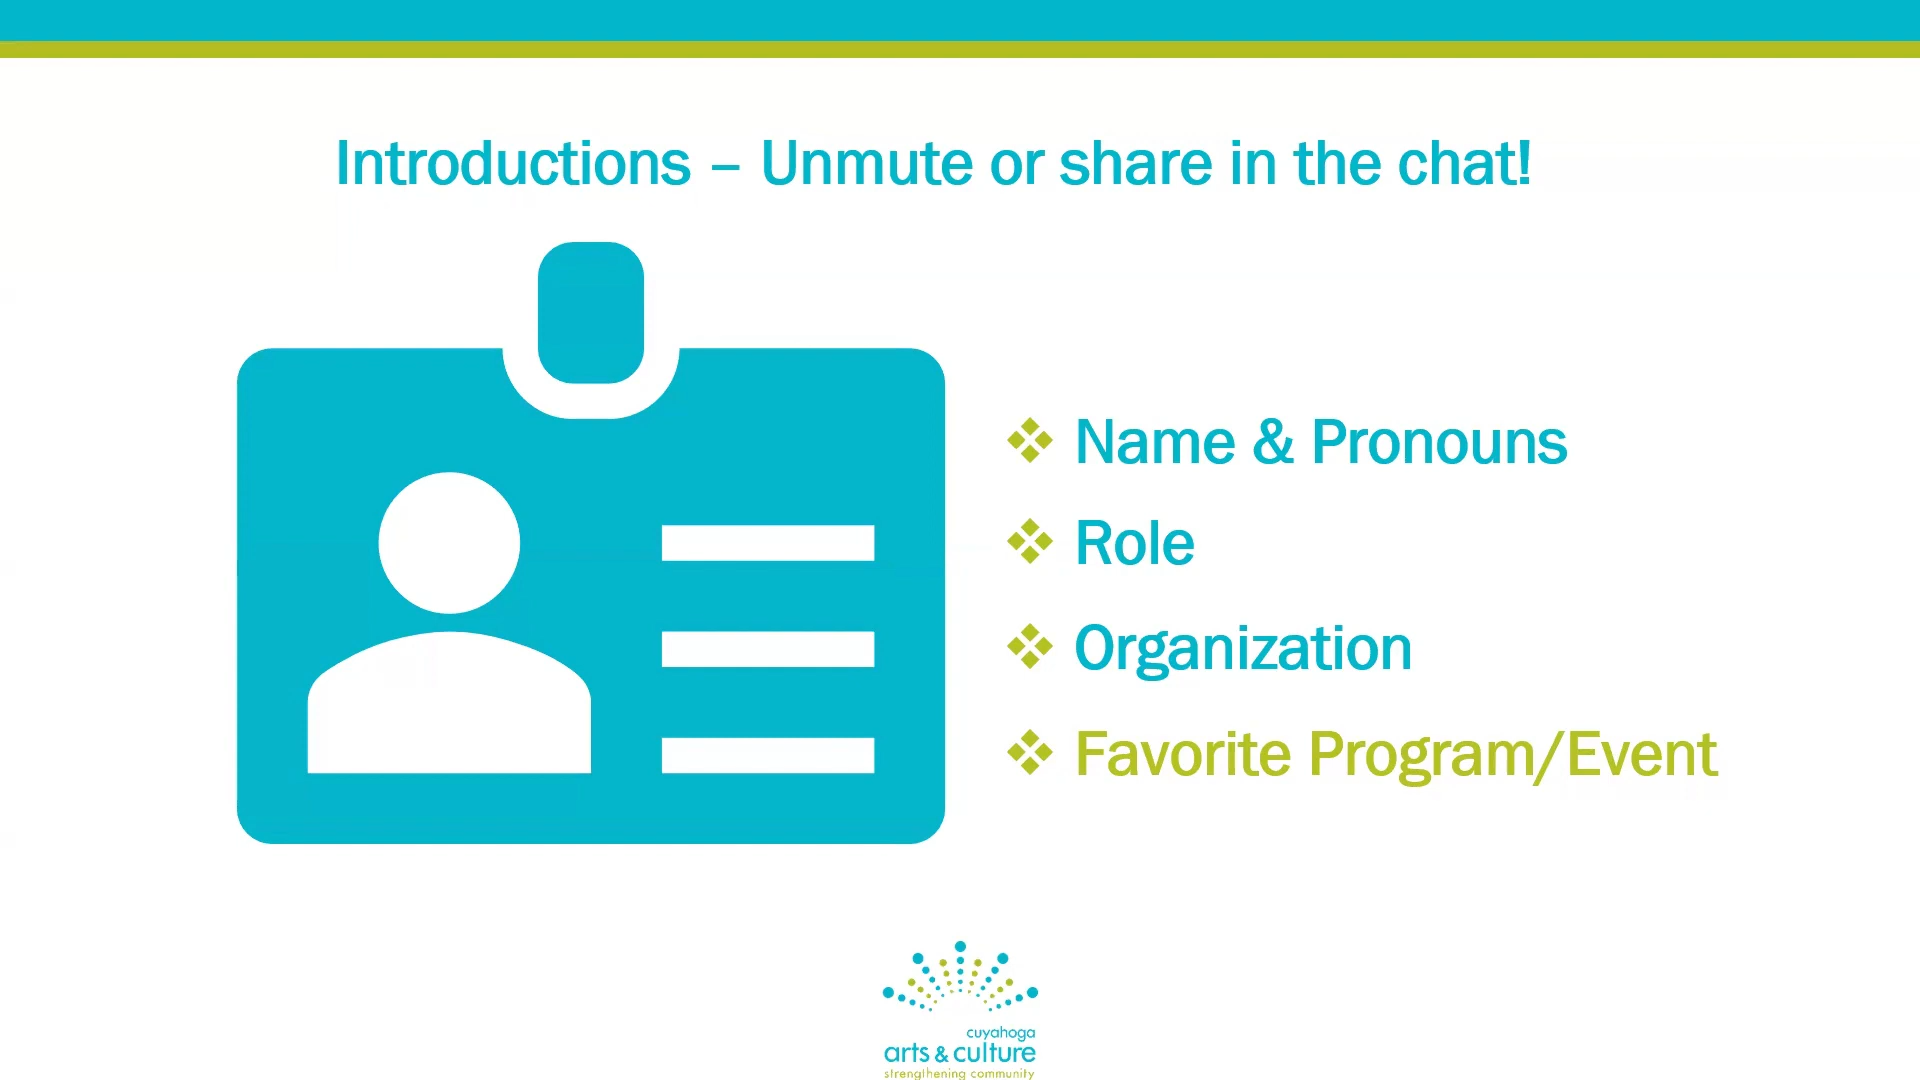 Introductions – Unmute or share in the chat!
Name & Pronouns
Role
Organization
Favorite Program/Event
cuyahoga
arts & culture
strengthening community